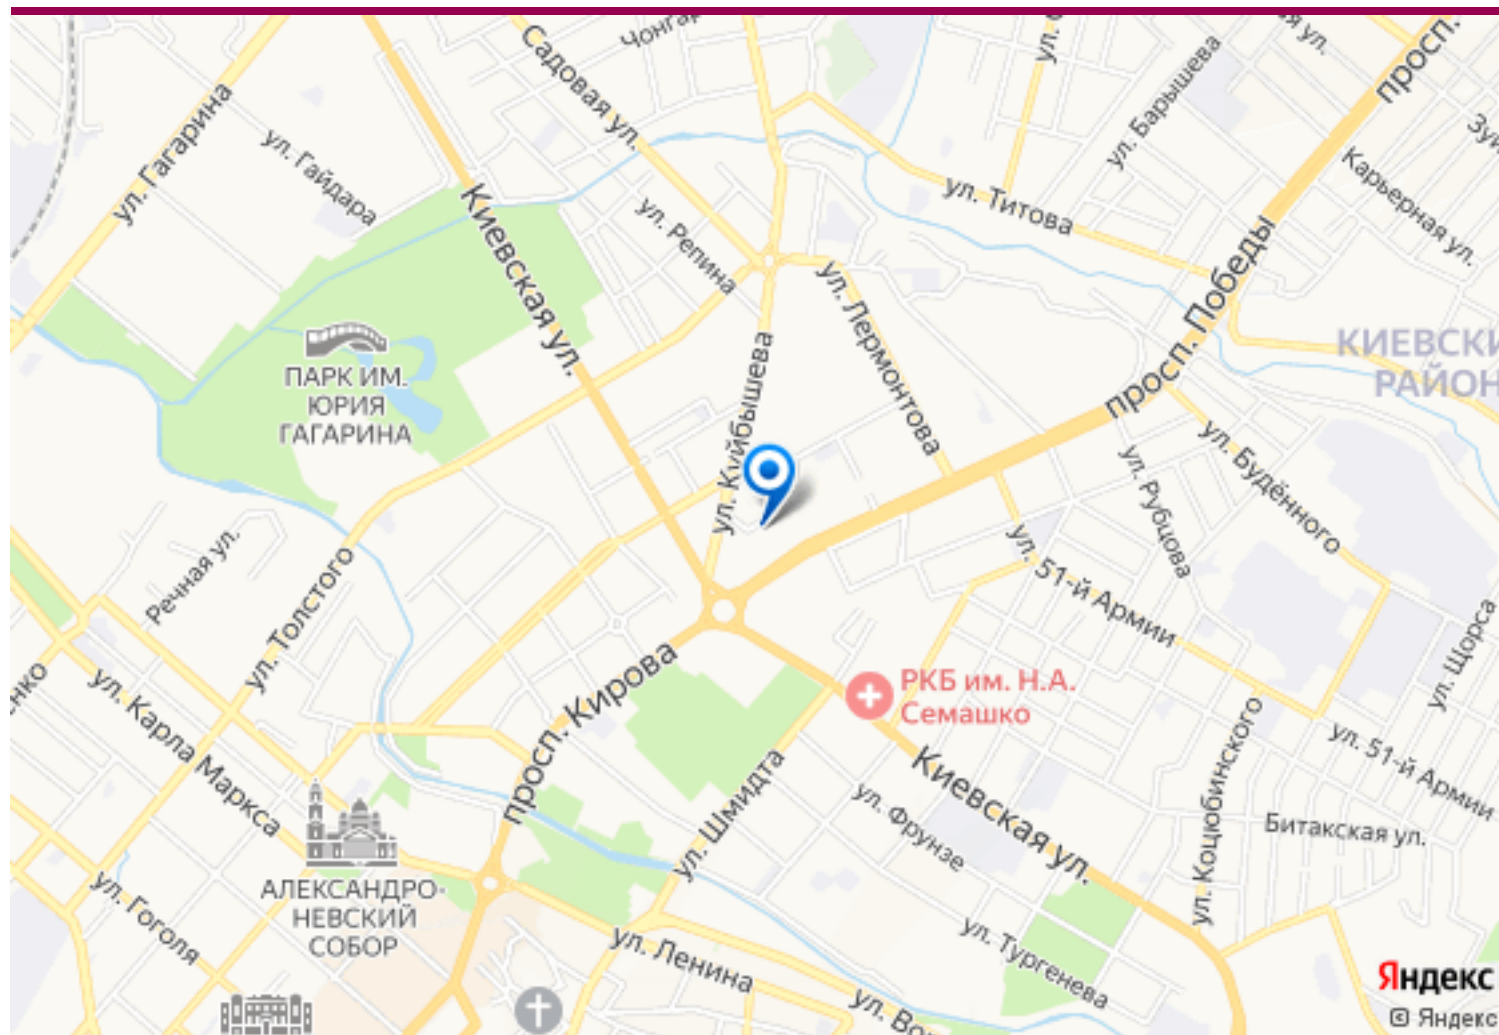 Садовая ул.
ул. Гагарина
ул. Гайдара
Киевская ул.
ул. Репина
ул. Барышева
просп.
ул. Титова
Карьерная ул.
просп. Победы
ул. Лермонтова
ул. Куйбышева
КИЕВСКИ
РАЙОН
ПАРК ИМ.
ЮРИЯ
ГАГАРИНА
ул. Будённого
ул. Рубцова
ул. 51-й Армии
Речная ул.
ул. Толстого
ул. Щорса
просп. Кирова
РКБ им. Н.А.
Семашко
ул. Карла Маркса
ул. Коцюбинского
ул. 51-й Армии
Киевская ул.
ул. Шмидта
ул. Фрунзе
Битакская ул.
АЛЕКСАНДРО-
НЕВСКИЙ
СОБОР
ул. Гоголя
ул. Ленина
ул. Тургенева
Яндекс
© Яндекс